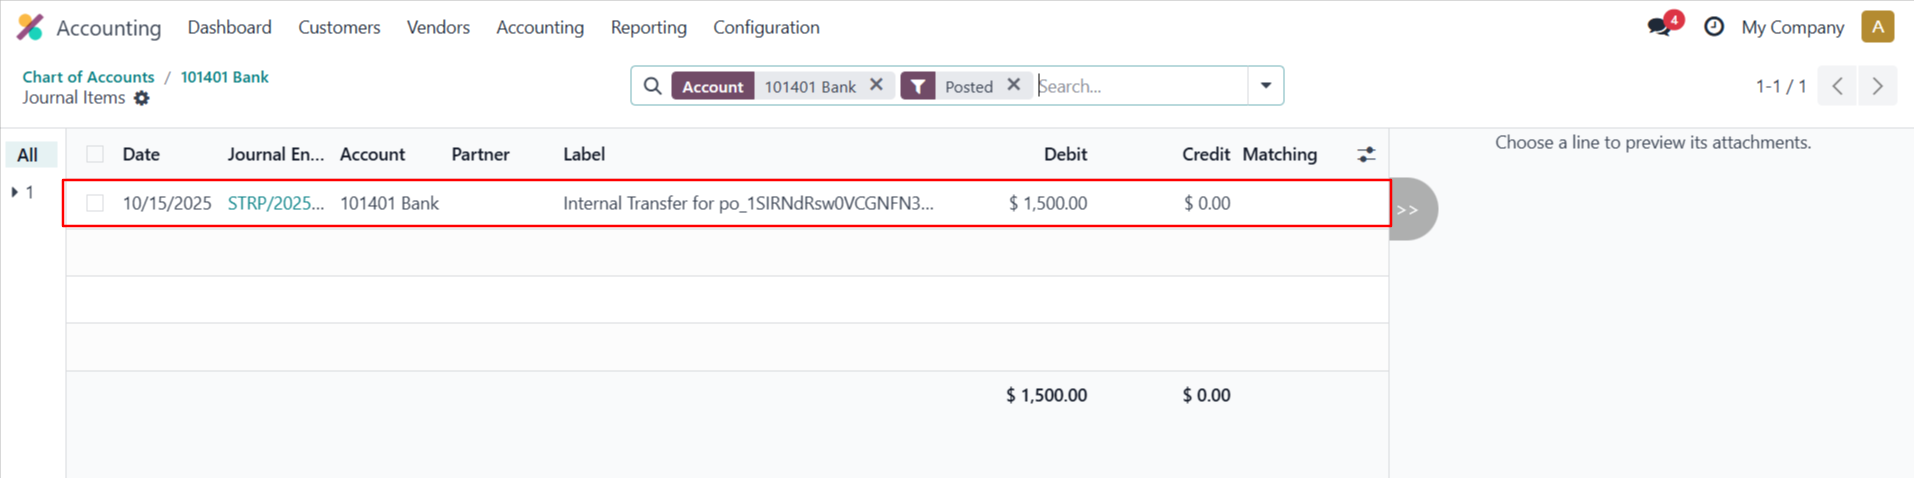 Accounting Dashboard Customers Vendors Accounting Reporting Configuration 4 My Company A
Chart of Accounts / 101401 Bank
Journal Items
Account 101401 Bank Posted Search...
1-1 / 1
All Date Journal En... Account Partner Label Debit Credit Matching
1 10/15/2025 STRP/2025... 101401 Bank Internal Transfer for po_1SIRNdRsw0VCGNFN3... $ 1,500.00 $ 0.00
$ 1,500.00 $ 0.00
Choose a line to preview its attachments.
>>